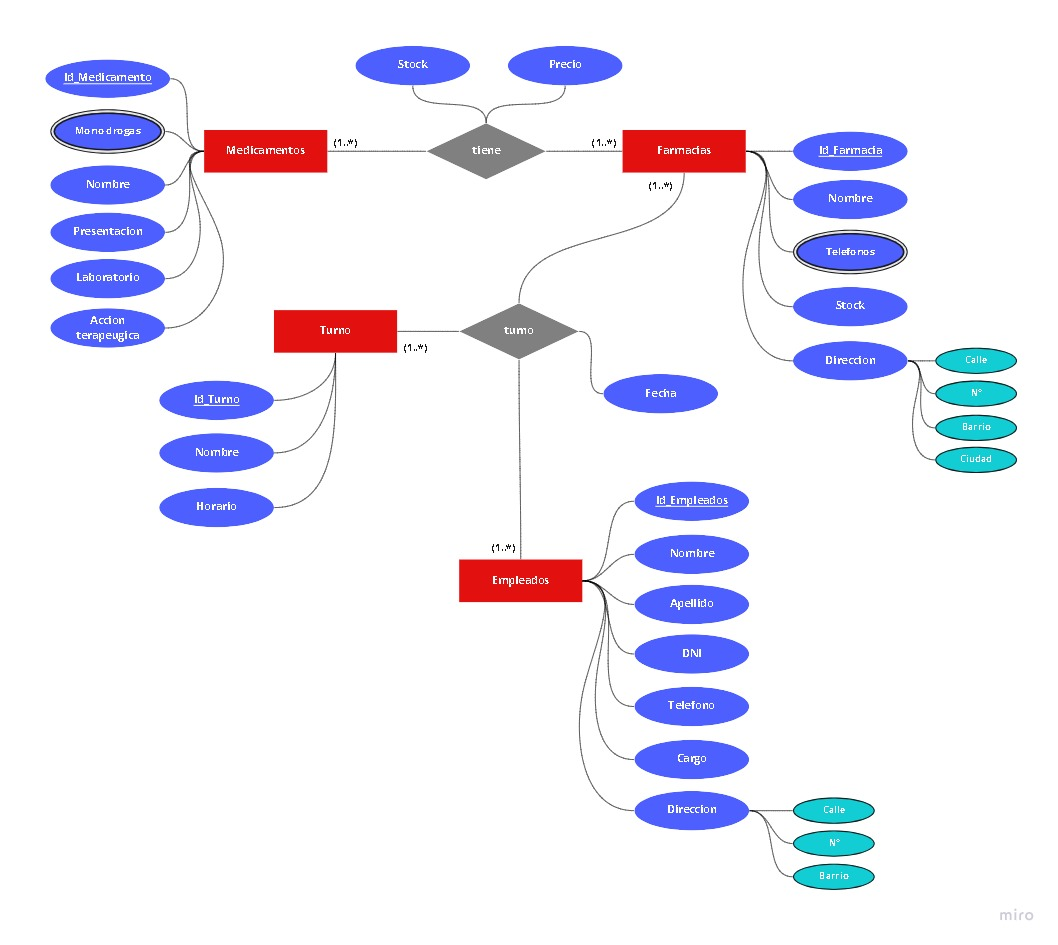 Stock
Precio
Id_Medicamento
Monodrogas
Medicamentos
(1..*)
tiene
(1..*)
Farmacias
(1..*)
Id_Farmacia
Nombre
Nombre
Presentacion
Telefonos
Laboratorio
Stock
Accion
terapeugica
Turno
(1..*)
turno
Direccion
Calle
N°
Barrio
Ciudad
Fecha
Id_Turno
Nombre
Horario
(1..*)
Empleados
Id_Empleados
Nombre
Apellido
DNI
Telefono
Cargo
Direccion
Calle
N°
Barrio
miro